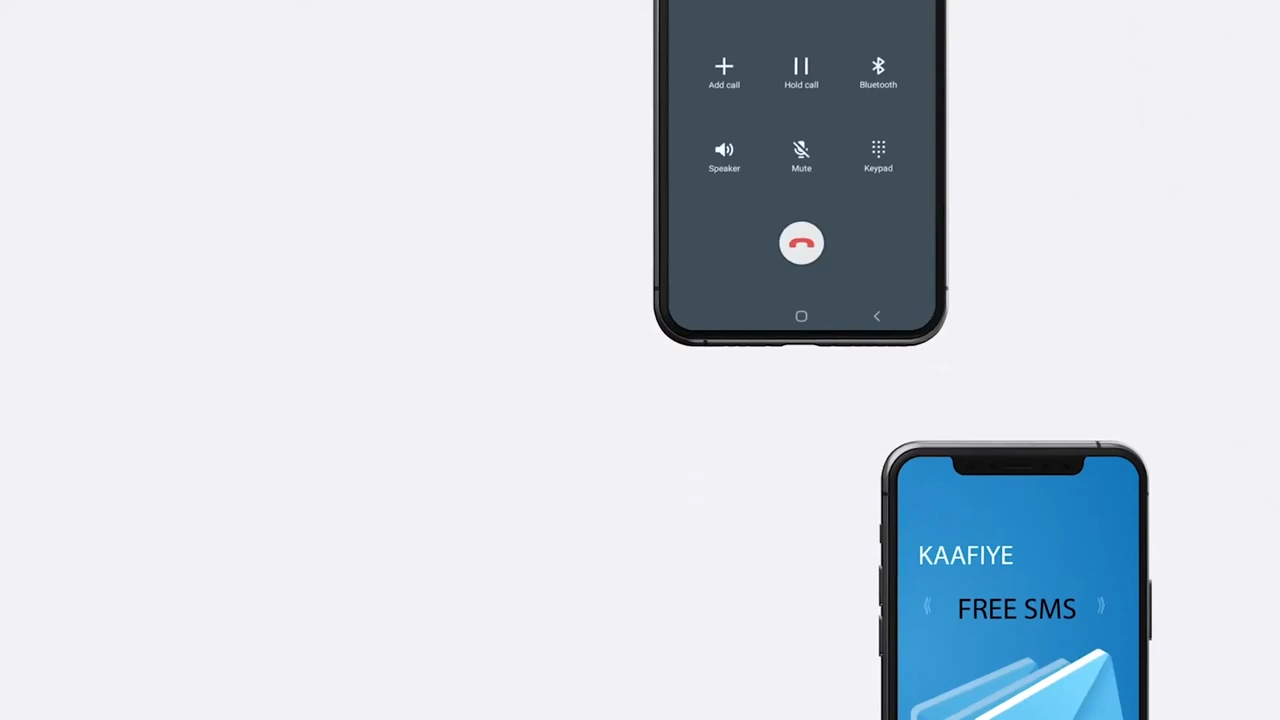 Add call
Hold call
Bluetooth
Speaker
Mute
Keypad
KAAFIYE
FREE SMS